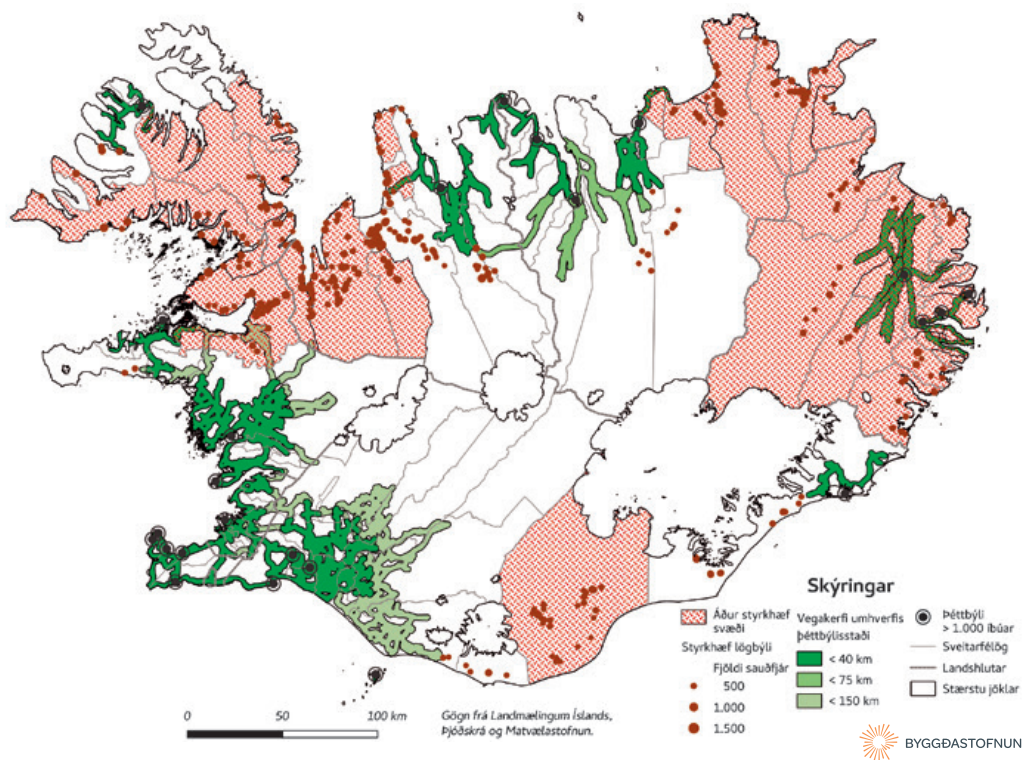 Skýringar
Áður styrkhæf
svæði
Styrkhæf lögbýli
Fjöldi sauðfjár
500
1.000
1.500
Vegakerfi umhverfis
þéttbýlisstaði
< 40 km
< 75 km
< 150 km
Þéttbýli
> 1.000 íbúar
Sveitarfélög
Landshlutar
Stærstu jöklar
0 50 100 km
Gögn frá Landmælingum Íslands,
Þjóðskrá og Matvælastofnun.
BYGGÐASTOFNUN